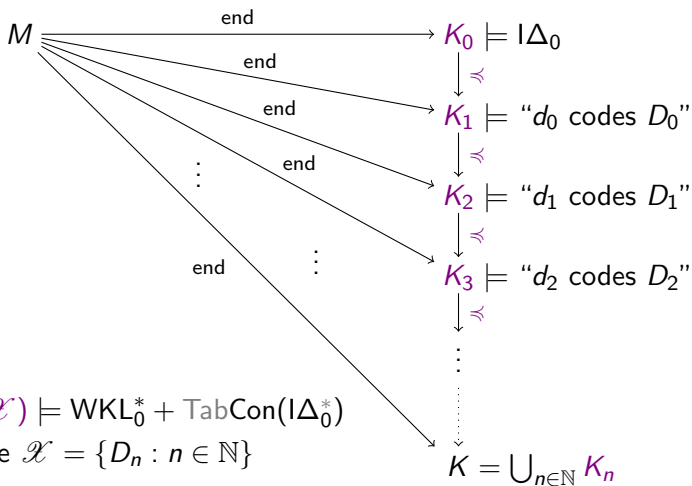 M end K₀ ⊨ IΔ₀
≼
end K₁ ⊨ “d₀ codes D₀”
≼
end K₂ ⊨ “d₁ codes D₁”
≼
⋮ end K₃ ⊨ “d₂ codes D₂”
≼
end ⋮ ⋮
𝒳) ⊨ WKL₀* + TabCon(IΔ₀*)
e 𝒳 = {Dₙ : n ∈ ℕ}
K = ⋃ₙ∈ℕ Kₙ